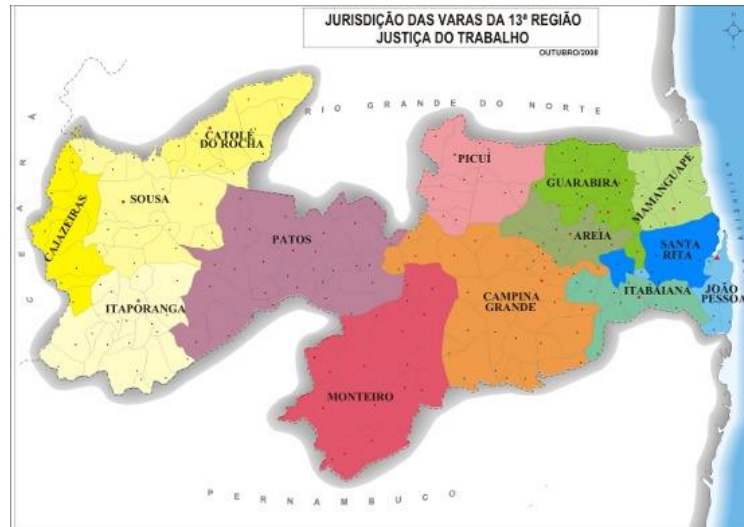 JURISDIÇÃO DAS VARAS DA 13ª REGIÃO
JUSTIÇA DO TRABALHO
OUTUBRO/2008
RIO GRANDE DO NORTE
CEARÁ
CATOLÉ
DO ROCHA
PICUÍ
GUARABIRA
MAMANGUAPE
CAJAZEIRAS
SOUSA
PATOS
AREIA
SANTA
RITA
ITABAIANA
JOÃO
PESSOA
ITAPORANGA
CAMPINA
GRANDE
MONTEIRO
PERNAMBUCO